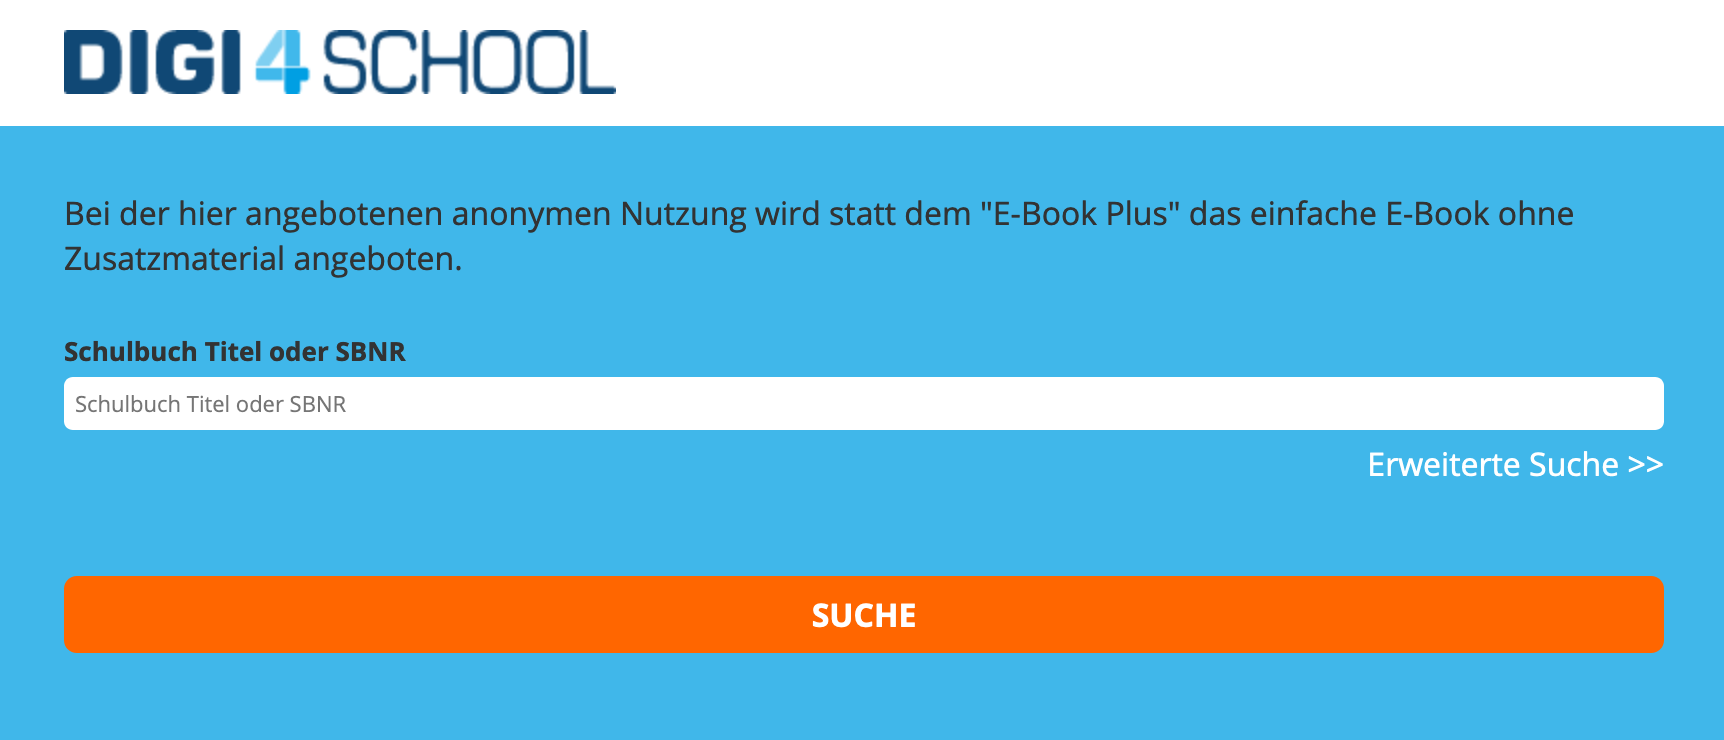 DIGI4SCHOOL
Bei der hier angebotenen anonymen Nutzung wird statt dem "E-Book Plus" das einfache E-Book ohne
Zusatzmaterial angeboten.
Schulbuch Titel oder SBNR
Schulbuch Titel oder SBNR
Erweiterte Suche >>
SUCHE